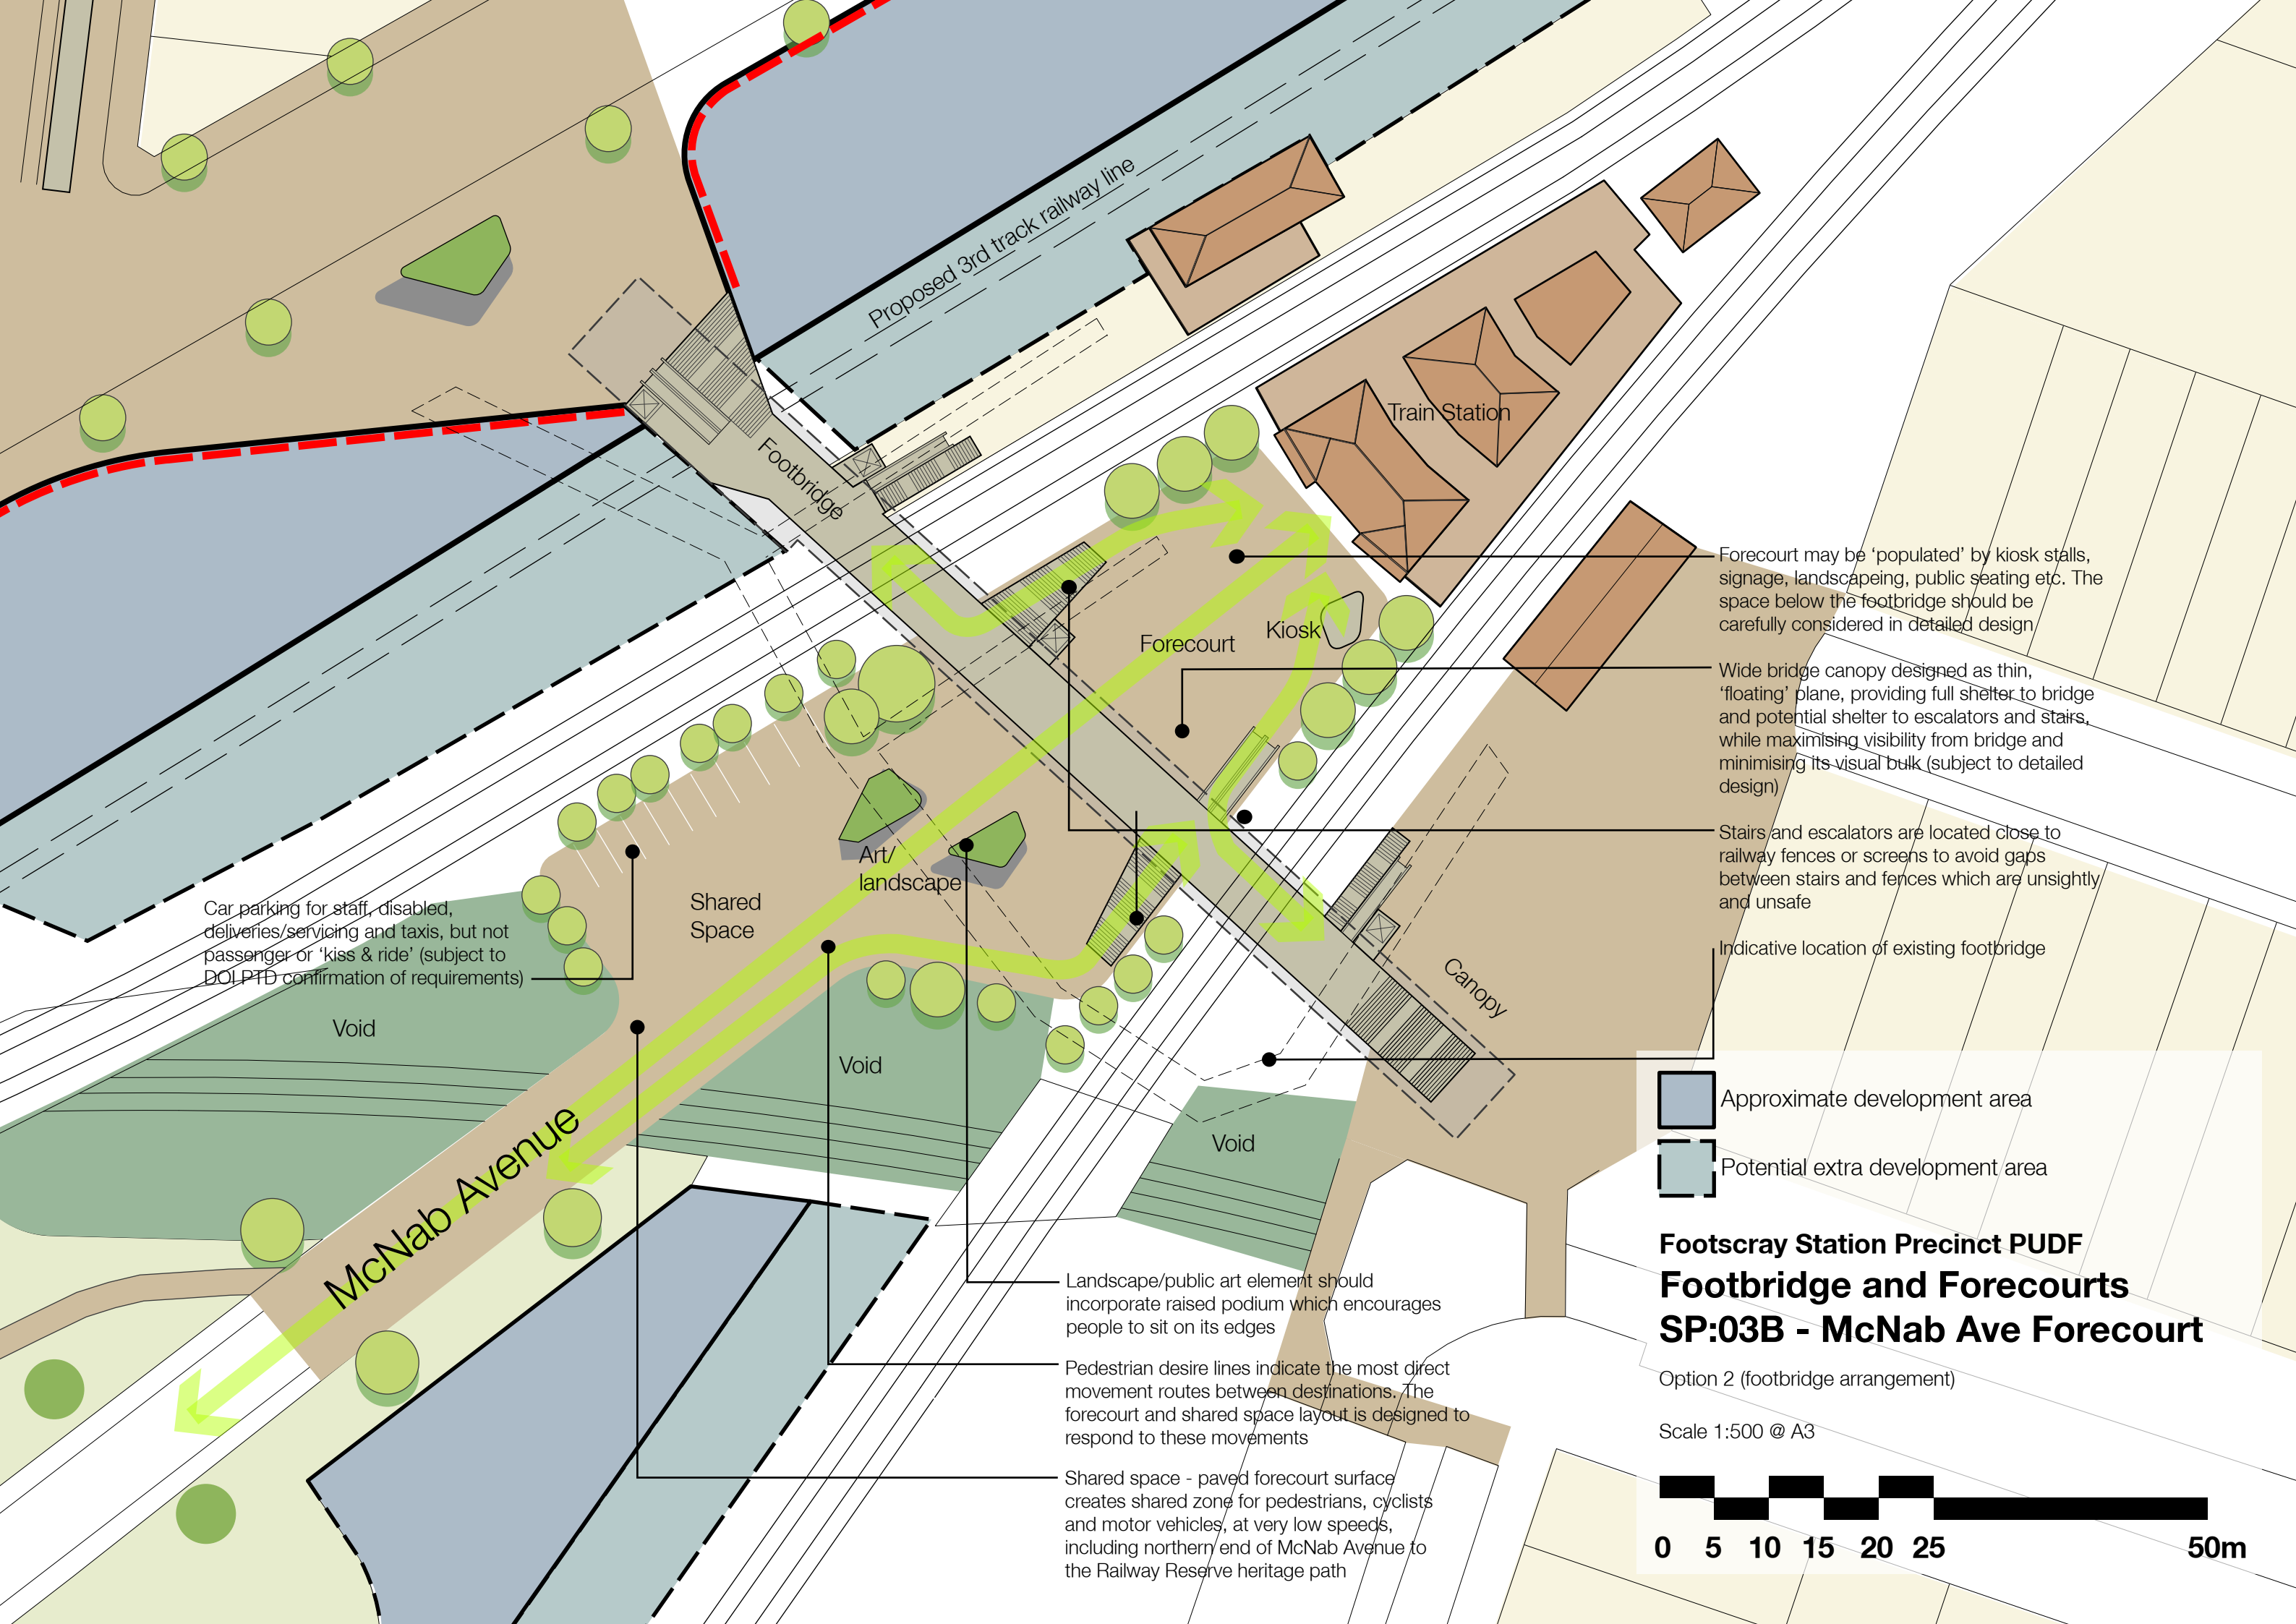 Proposed 3rd track railway line
Train Station
Footbridge
Forecourt may be ‘populated’ by kiosk stalls,
signage, landscapeing, public seating etc. The
space below the footbridge should be
carefully considered in detailed design
Kiosk
Forecourt
Wide bridge canopy designed as thin,
‘floating’ plane, providing full shelter to bridge
and potential shelter to escalators and stairs,
while maximising visibility from bridge and
minimising its visual bulk (subject to detailed
design)
Stairs and escalators are located close to
railway fences or screens to avoid gaps
between stairs and fences which are unsightly
and unsafe
Art/
landscape
Shared
Space
Car parking for staff, disabled,
deliveries/servicing and taxis, but not
passenger or ‘kiss & ride’ (subject to
DOI PTD confirmation of requirements)
Indicative location of existing footbridge
Canopy
Void
Void
Void
McNab Avenue
Approximate development area
Potential extra development area
Footscray Station Precinct PUDF
Footbridge and Forecourts
SP:03B - McNab Ave Forecourt
Option 2 (footbridge arrangement)
Scale 1:500 @ A3
0 5 10 15 20 25 50m
Landscape/public art element should
incorporate raised podium which encourages
people to sit on its edges
Pedestrian desire lines indicate the most direct
movement routes between destinations. The
forecourt and shared space layout is designed to
respond to these movements
Shared space - paved forecourt surface
creates shared zone for pedestrians, cyclists
and motor vehicles, at very low speeds,
including northern end of McNab Avenue to
the Railway Reserve heritage path